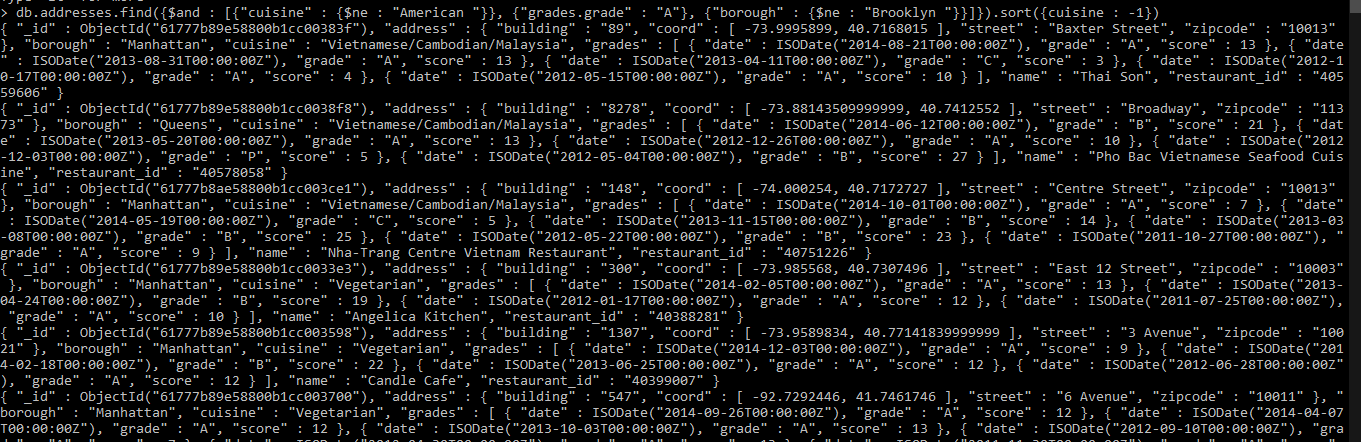 > db.addresses.find({$and : [{"cuisine" : {$ne : "American "}}, {"grades.grade" : "A"}, {"borough" : {$ne : "Brooklyn "}}]}).sort({cuisine : -1})
{ "_id" : ObjectId("61777b89e58800b1cc00383f"), "address" : { "building" : "89", "coord" : [ -73.9995899, 40.7168015 ], "street" : "Baxter Street", "zipcode" : "10013"
}, "borough" : "Manhattan", "cuisine" : "Vietnamese/Cambodian/Malaysia", "grades" : [ { "date" : ISODate("2014-08-21T00:00:00Z"), "grade" : "A", "score" : 13 }, { "date"
: ISODate("2013-08-31T00:00:00Z"), "grade" : "A", "score" : 13 }, { "date" : ISODate("2013-04-11T00:00:00Z"), "grade" : "C", "score" : 3 }, { "date" : ISODate("2012-1
0-17T00:00:00Z"), "grade" : "A", "score" : 4 }, { "date" : ISODate("2012-05-15T00:00:00Z"), "grade" : "A", "score" : 10 } ], "name" : "Thai Son", "restaurant_id" : "405
59606" }
{ "_id" : ObjectId("61777b89e58800b1cc0038f8"), "address" : { "building" : "8278", "coord" : [ -73.88143509999999, 40.7412552 ], "street" : "Broadway", "zipcode" : "113
73" }, "borough" : "Queens", "cuisine" : "Vietnamese/Cambodian/Malaysia", "grades" : [ { "date" : ISODate("2014-06-12T00:00:00Z"), "grade" : "B", "score" : 21 }, { "dat
e" : ISODate("2013-05-20T00:00:00Z"), "grade" : "A", "score" : 13 }, { "date" : ISODate("2012-12-26T00:00:00Z"), "grade" : "A", "score" : 10 }, { "date" : ISODate("2012
-12-03T00:00:00Z"), "grade" : "P", "score" : 5 }, { "date" : ISODate("2012-05-04T00:00:00Z"), "grade" : "B", "score" : 27 } ], "name" : "Pho Bac Vietnamese Seafood Cuis
ine", "restaurant_id" : "40578058" }
{ "_id" : ObjectId("61777b8ae58800b1cc003ce1"), "address" : { "building" : "148", "coord" : [ -74.000254, 40.7172727 ], "street" : "Centre Street", "zipcode" : "10013"
}, "borough" : "Manhattan", "cuisine" : "Vietnamese/Cambodian/Malaysia", "grades" : [ { "date" : ISODate("2014-10-01T00:00:00Z"), "grade" : "A", "score" : 7 }, { "date"
: ISODate("2014-05-19T00:00:00Z"), "grade" : "C", "score" : 5 }, { "date" : ISODate("2013-11-15T00:00:00Z"), "grade" : "B", "score" : 14 }, { "date" : ISODate("2013-03
-08T00:00:00Z"), "grade" : "B", "score" : 25 }, { "date" : ISODate("2012-05-22T00:00:00Z"), "grade" : "B", "score" : 23 }, { "date" : ISODate("2011-10-27T00:00:00Z"), "
grade" : "A", "score" : 9 } ], "name" : "Nha-Trang Centre Vietnam Restaurant", "restaurant_id" : "40751226" }
{ "_id" : ObjectId("61777b89e58800b1cc0033e3"), "address" : { "building" : "300", "coord" : [ -73.985568, 40.7307496 ], "street" : "East 12 Street", "zipcode" : "10003"
}, "borough" : "Manhattan", "cuisine" : "Vegetarian", "grades" : [ { "date" : ISODate("2014-02-05T00:00:00Z"), "grade" : "A", "score" : 13 }, { "date" : ISODate("2013-
04-24T00:00:00Z"), "grade" : "B", "score" : 19 }, { "date" : ISODate("2012-01-17T00:00:00Z"), "grade" : "A", "score" : 12 }, { "date" : ISODate("2011-07-25T00:00:00Z"),
"grade" : "A", "score" : 10 } ], "name" : "Angelica Kitchen", "restaurant_id" : "40388281" }
{ "_id" : ObjectId("61777b89e58800b1cc003598"), "address" : { "building" : "1307", "coord" : [ -73.9589834, 40.77141839999999 ], "street" : "3 Avenue", "zipcode" : "100
21" }, "borough" : "Manhattan", "cuisine" : "Vegetarian", "grades" : [ { "date" : ISODate("2014-12-03T00:00:00Z"), "grade" : "A", "score" : 9 }, { "date" : ISODate("201
4-02-18T00:00:00Z"), "grade" : "B", "score" : 22 }, { "date" : ISODate("2013-06-25T00:00:00Z"), "grade" : "A", "score" : 12 }, { "date" : ISODate("2012-06-28T00:00:00Z"
), "grade" : "A", "score" : 12 } ], "name" : "Candle Cafe", "restaurant_id" : "40399007" }
{ "_id" : ObjectId("61777b89e58800b1cc003700"), "address" : { "building" : "547", "coord" : [ -92.7292446, 41.7461746 ], "street" : "6 Avenue", "zipcode" : "10011" }, "
borough" : "Manhattan", "cuisine" : "Vegetarian", "grades" : [ { "date" : ISODate("2014-09-26T00:00:00Z"), "grade" : "A", "score" : 12 }, { "date" : ISODate("2014-04-07
T00:00:00Z"), "grade" : "A", "score" : 12 }, { "date" : ISODate("2013-10-03T00:00:00Z"), "grade" : "A", "score" : 13 }, { "date" : ISODate("2012-09-10T00:00:00Z"), "gra